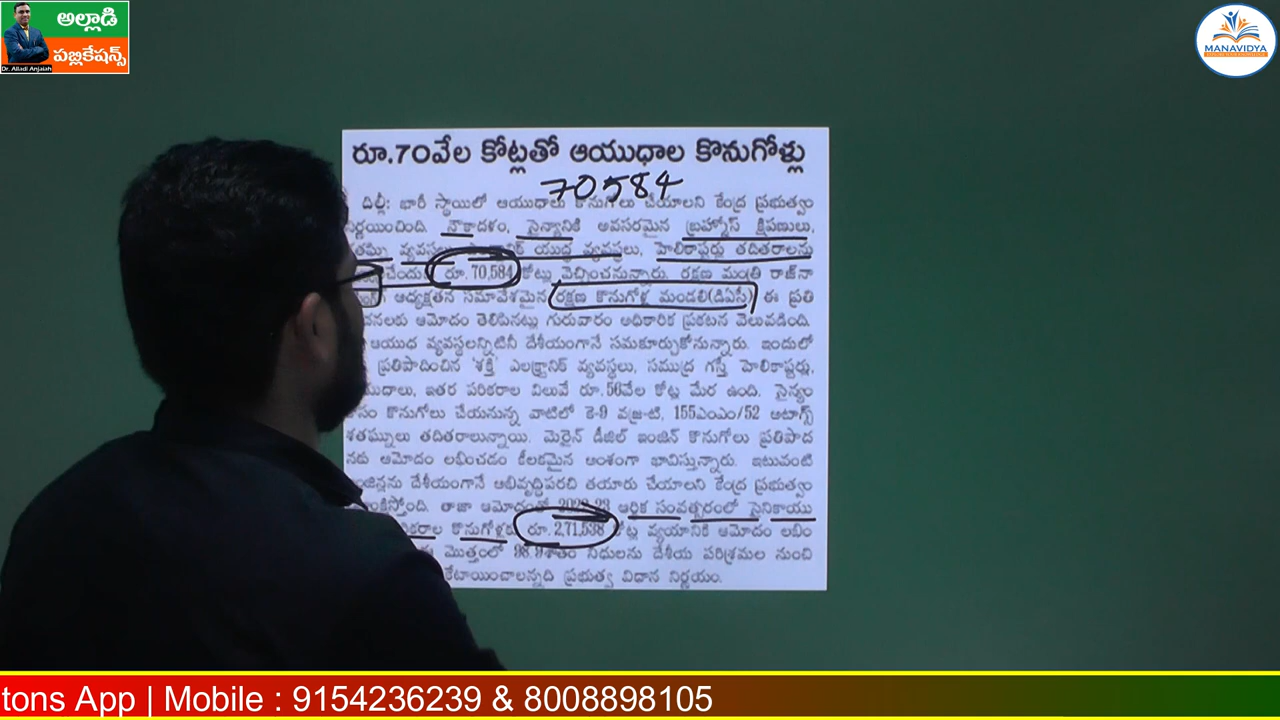 అల్లాడి
పబ్లికేషన్స్
Dr. Alladi Anjaiah
MANAVIDYA
రూ.70వేల కోట్లతో ఆయుధాల కొనుగోళ్లు
70584
దిల్లీ: భారీ స్థాయిలో ఆయుధాలు కొనుగోలు చేయాలని కేంద్ర ప్రభుత్వం
నిర్ణయించింది. నౌకాదళం, సైన్యానికి అవసరమైన బ్రహ్మోస్ క్షిపణులు,
శతఘ్ని వ్యవస్థలు, యుద్ధ వ్యవస్థలు, హెలికాప్టర్లు తదితరాలను
రూ.70,584 కోట్లు వెచ్చించనున్నారు. రక్షణ మంత్రి రాజ్‌నా
అధ్యక్షతన సమావేశమైన రక్షణ కొనుగోళ్ల మండలి(డీఏసీ) ఈ ప్రతి
పాదనలకు ఆమోదం తెలిపినట్లు గురువారం అధికారిక ప్రకటన వెలువడింది.
ఆయుధ వ్యవస్థలన్నిటినీ దేశీయంగానే సమకూర్చుకోనున్నారు. ఇందులో
ప్రతిపాదించిన ‘శక్తి’ ఎలక్ట్రానిక్ వ్యవస్థలు, సముద్ర గస్తీ హెలికాప్టర్లు,
ఇతర పరికరాల విలువే రూ.56వేల కోట్ల మేర ఉంది. సైన్యం
కొనుగోలు చేయనున్న వాటిలో కె-9 వజ్ర-టి, 155ఎంఎం/52 అటాగ్స్
శతఘ్నులు తదితరాలున్నాయి. మెరైన్ డీజిల్ ఇంజిన్ కొనుగోలు ప్రతిపాద
నకు ఆమోదం లభించడం కీలకమైన అంశంగా భావిస్తున్నారు. ఇటువంటి
ఇంజిన్లను దేశీయంగానే అభివృద్ధిపరచి తయారు చేయాలని కేంద్ర ప్రభుత్వం
తాజా ఆమోదంతో 2022-23 ఆర్థిక సంవత్సరంలో సైనికాయు
కొనుగోళ్లకు రూ.2,71,538 కోట్ల వ్యయానికి ఆమోదం లభిం
మొత్తంలో 98.9శాతం నిధులను దేశీయ పరిశ్రమల నుంచి
కేటాయించాలన్నది ప్రభుత్వ విధాన నిర్ణయం.
tons App | Mobile : 9154236239 & 8008898105